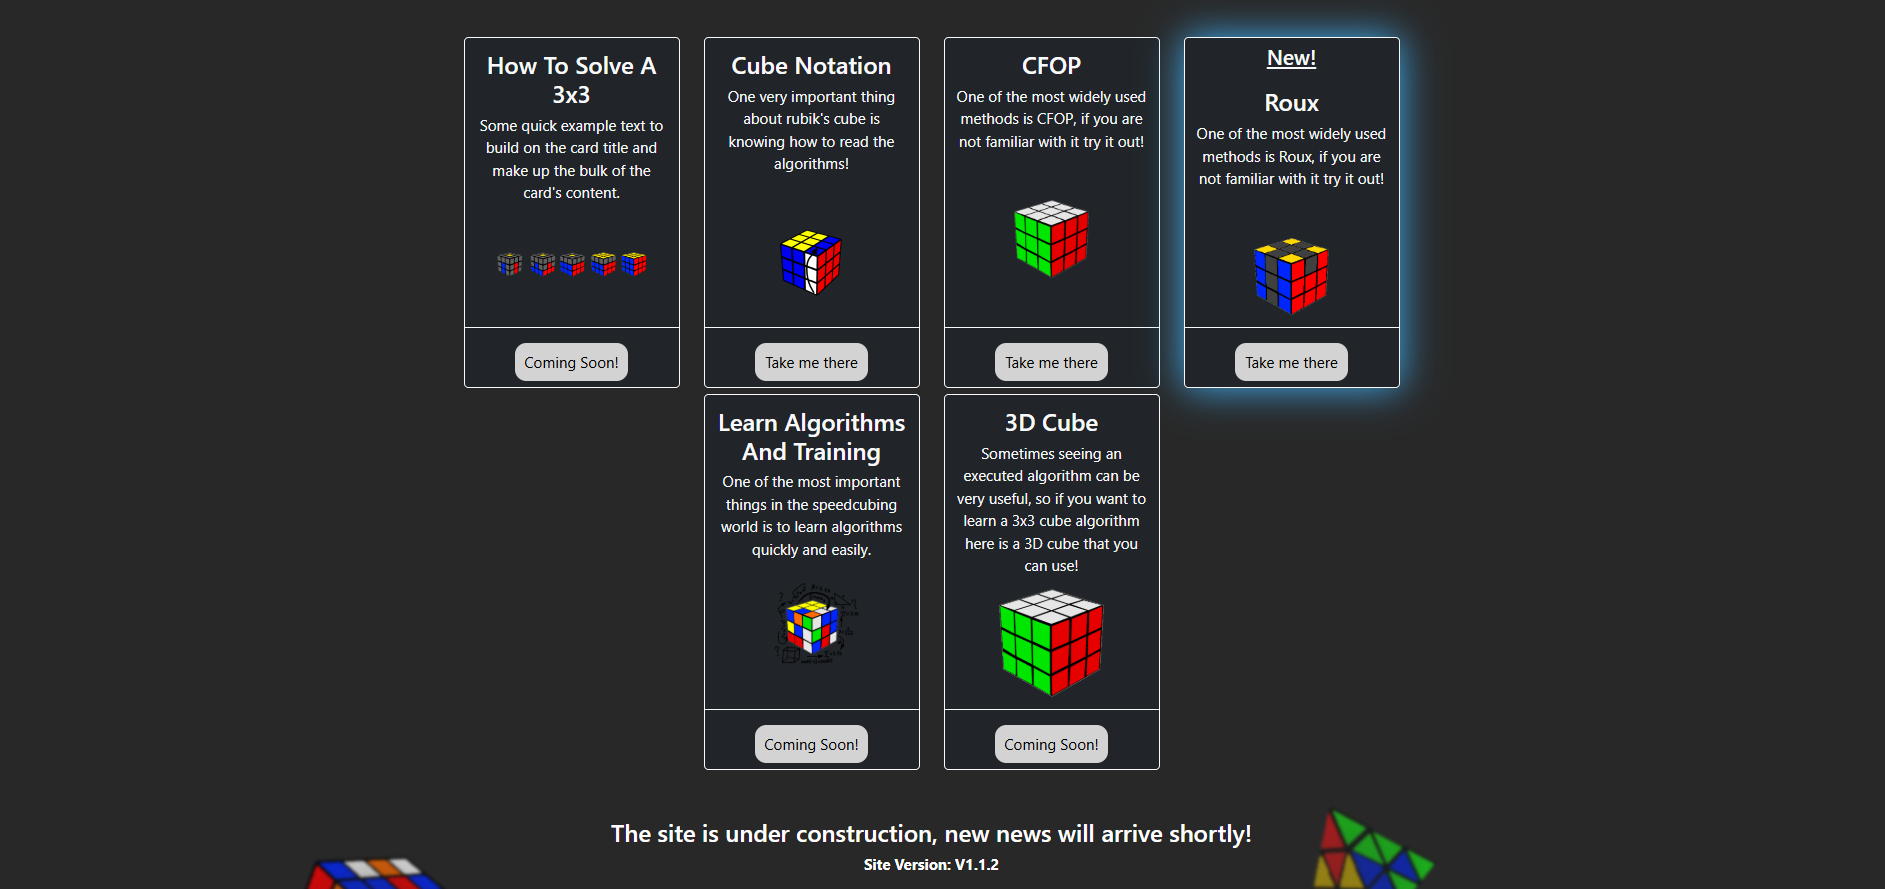 How To Solve A
3x3
Some quick example text to
build on the card title and
make up the bulk of the
card's content.
Coming Soon!
Cube Notation
One very important thing
about rubik's cube is
knowing how to read the
algorithms!
Take me there
CFOP
One of the most widely used
methods is CFOP, if you are
not familiar with it try it out!
Take me there
New!
Roux
One of the most widely used
methods is Roux, if you are
not familiar with it try it out!
Take me there
Learn Algorithms
And Training
One of the most important
things in the speedcubing
world is to learn algorithms
quickly and easily.
Coming Soon!
3D Cube
Sometimes seeing an
executed algorithm can be
very useful, so if you want to
learn a 3x3 cube algorithm
here is a 3D cube that you
can use!
Coming Soon!
The site is under construction, new news will arrive shortly!
Site Version: V1.1.2